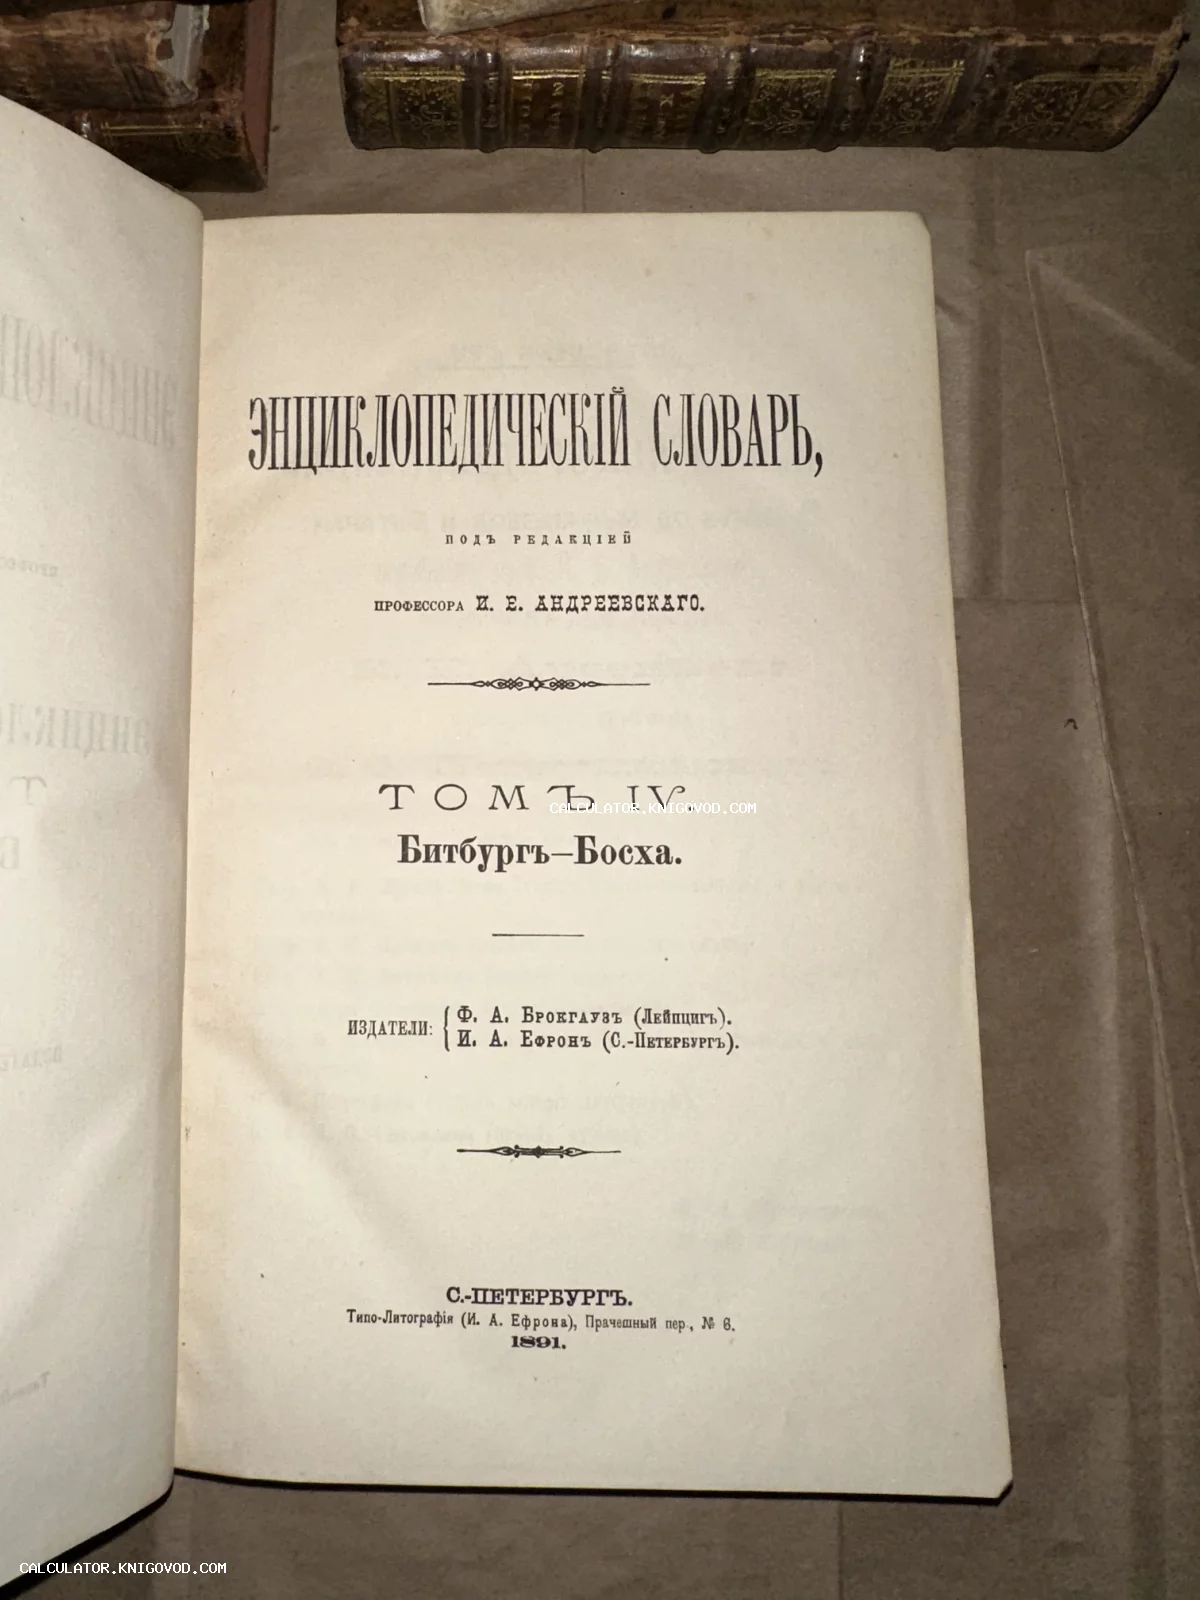 ЭНЦИКЛОПЕДИЧЕСКІЙ СЛОВАРЬ,
ПОДЪ РЕДАКЦІЕЙ
ПРОФЕССОРА И. Е. АНДРЕЕВСКАГО.
ТОМЪ IV.
CALCULATOR.KNIGOVOD.COM
Битбургъ—Босха.
ИЗДАТЕЛИ:
Ф. А. Брокгаузъ (Лейпцигъ).
И. А. Ефронъ (С.-Петербургъ).
С.-ПЕТЕРБУРГЪ.
Типо-Литографія (И. А. Ефрона), Прачешный пер., № 6.
1891.
CALCULATOR.KNIGOVOD.COM